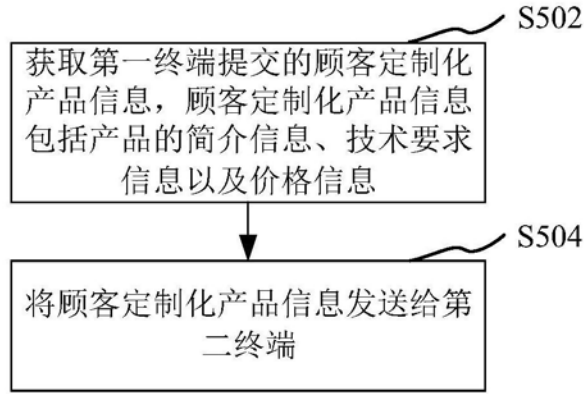 S502
获取第一终端提交的顾客定制化
产品信息，顾客定制化产品信息
包括产品的简介信息、技术要求
信息以及价格信息
S504
将顾客定制化产品信息发送给第
二终端